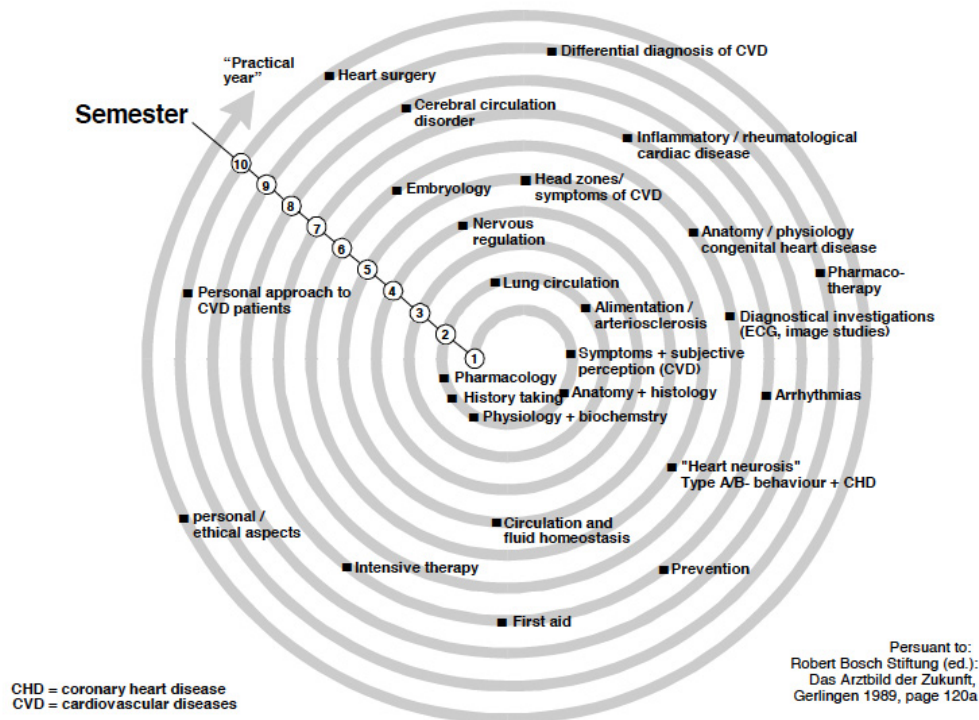 Differential diagnosis of CVD
“Practical
year”
Heart surgery
Semester
Cerebral circulation
disorder
Inflammatory / rheumatological
cardiac disease
10
9
8
7
6
5
4
3
2
1
Embryology
Head zones/
symptoms of CVD
Nervous
regulation
Anatomy / physiology
congenital heart disease
Pharmaco-
therapy
Lung circulation
Personal approach to
CVD patients
Alimentation /
arteriosclerosis
Diagnostical investigations
(ECG, image studies)
Symptoms + subjective
perception (CVD)
Pharmacology
History taking
Anatomy + histology
Arrhythmias
Physiology + biochemstry
"Heart neurosis"
Type A/B- behaviour + CHD
personal /
ethical aspects
Circulation and
fluid homeostasis
Intensive therapy
Prevention
First aid
Persuant to:
Robert Bosch Stiftung (ed.):
Das Arztbild der Zukunft,
Gerlingen 1989, page 120a
CHD = coronary heart disease
CVD = cardiovascular diseases